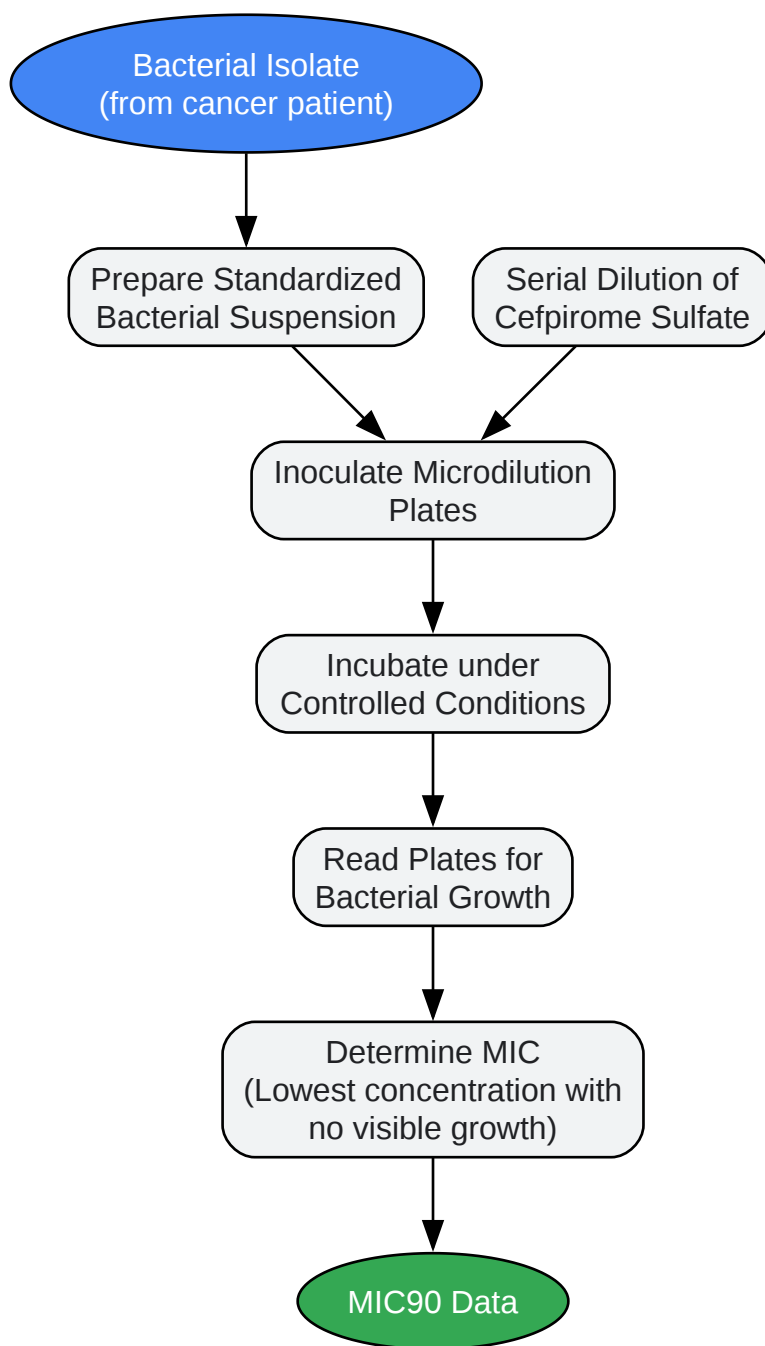 Bacterial Isolate
(from cancer patient)
Prepare Standardized
Bacterial Suspension
Serial Dilution of
Cefpirome Sulfate
Inoculate Microdilution
Plates
Incubate under
Controlled Conditions
Read Plates for
Bacterial Growth
Determine MIC
(Lowest concentration with
no visible growth)
MIC90 Data